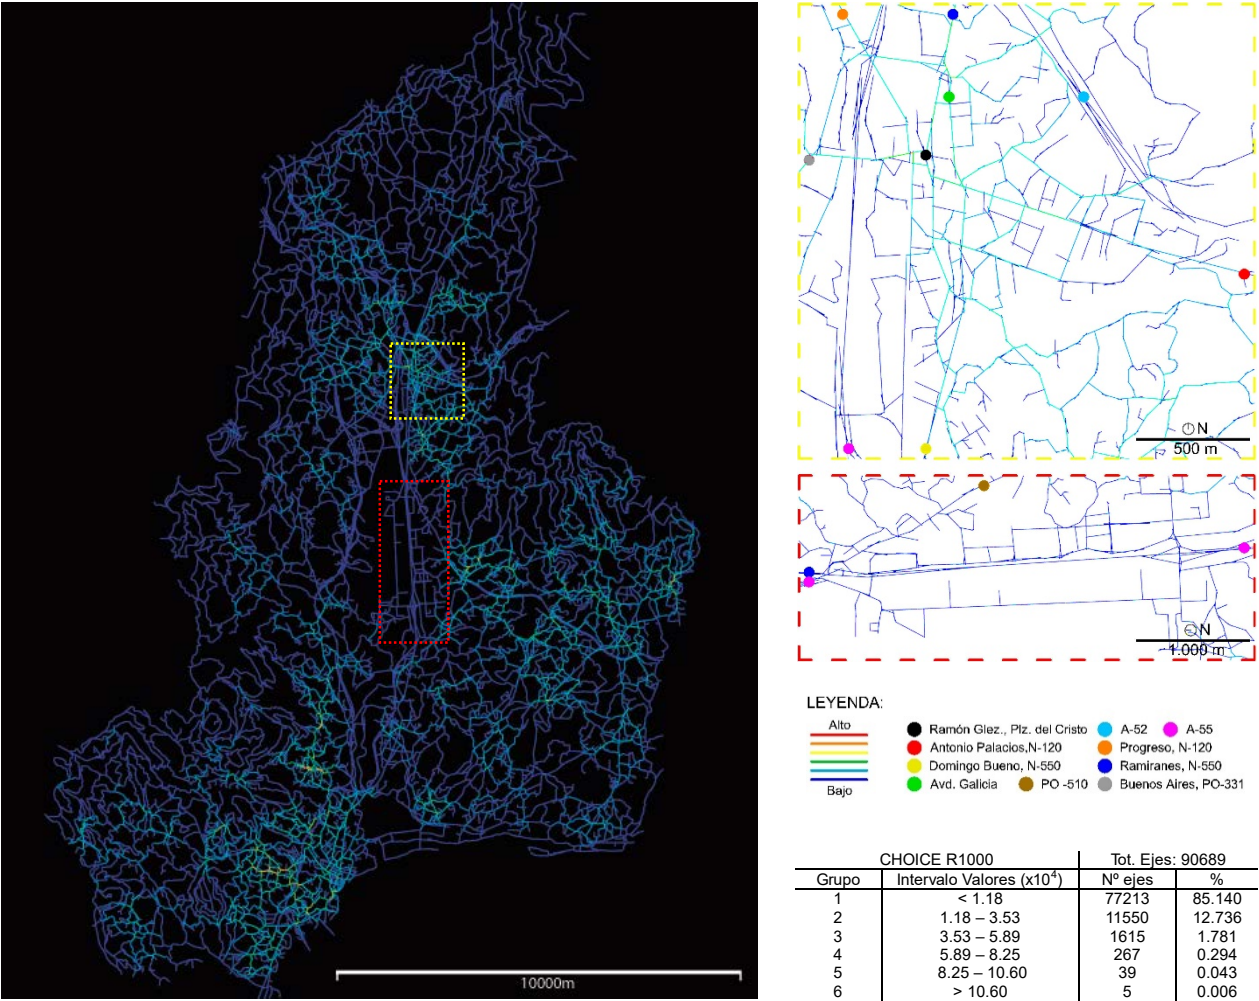 N
500 m
N
1.000 m
LEYENDA:
Alto
Bajo
Ramón Glez., Plz. del Cristo
A-52
A-55
Antonio Palacios,N-120
Progreso, N-120
Domingo Bueno, N-550
Ramiranes, N-550
Avd. Galicia
PO -510
Buenos Aires, PO-331
10000m
CHOICE R1000 Tot. Ejes: 90689
Grupo Intervalo Valores (x10⁴) Nº ejes %
1 < 1.18 77213 85.140
2 1.18 – 3.53 11550 12.736
3 3.53 – 5.89 1615 1.781
4 5.89 – 8.25 267 0.294
5 8.25 – 10.60 39 0.043
6 > 10.60 5 0.006